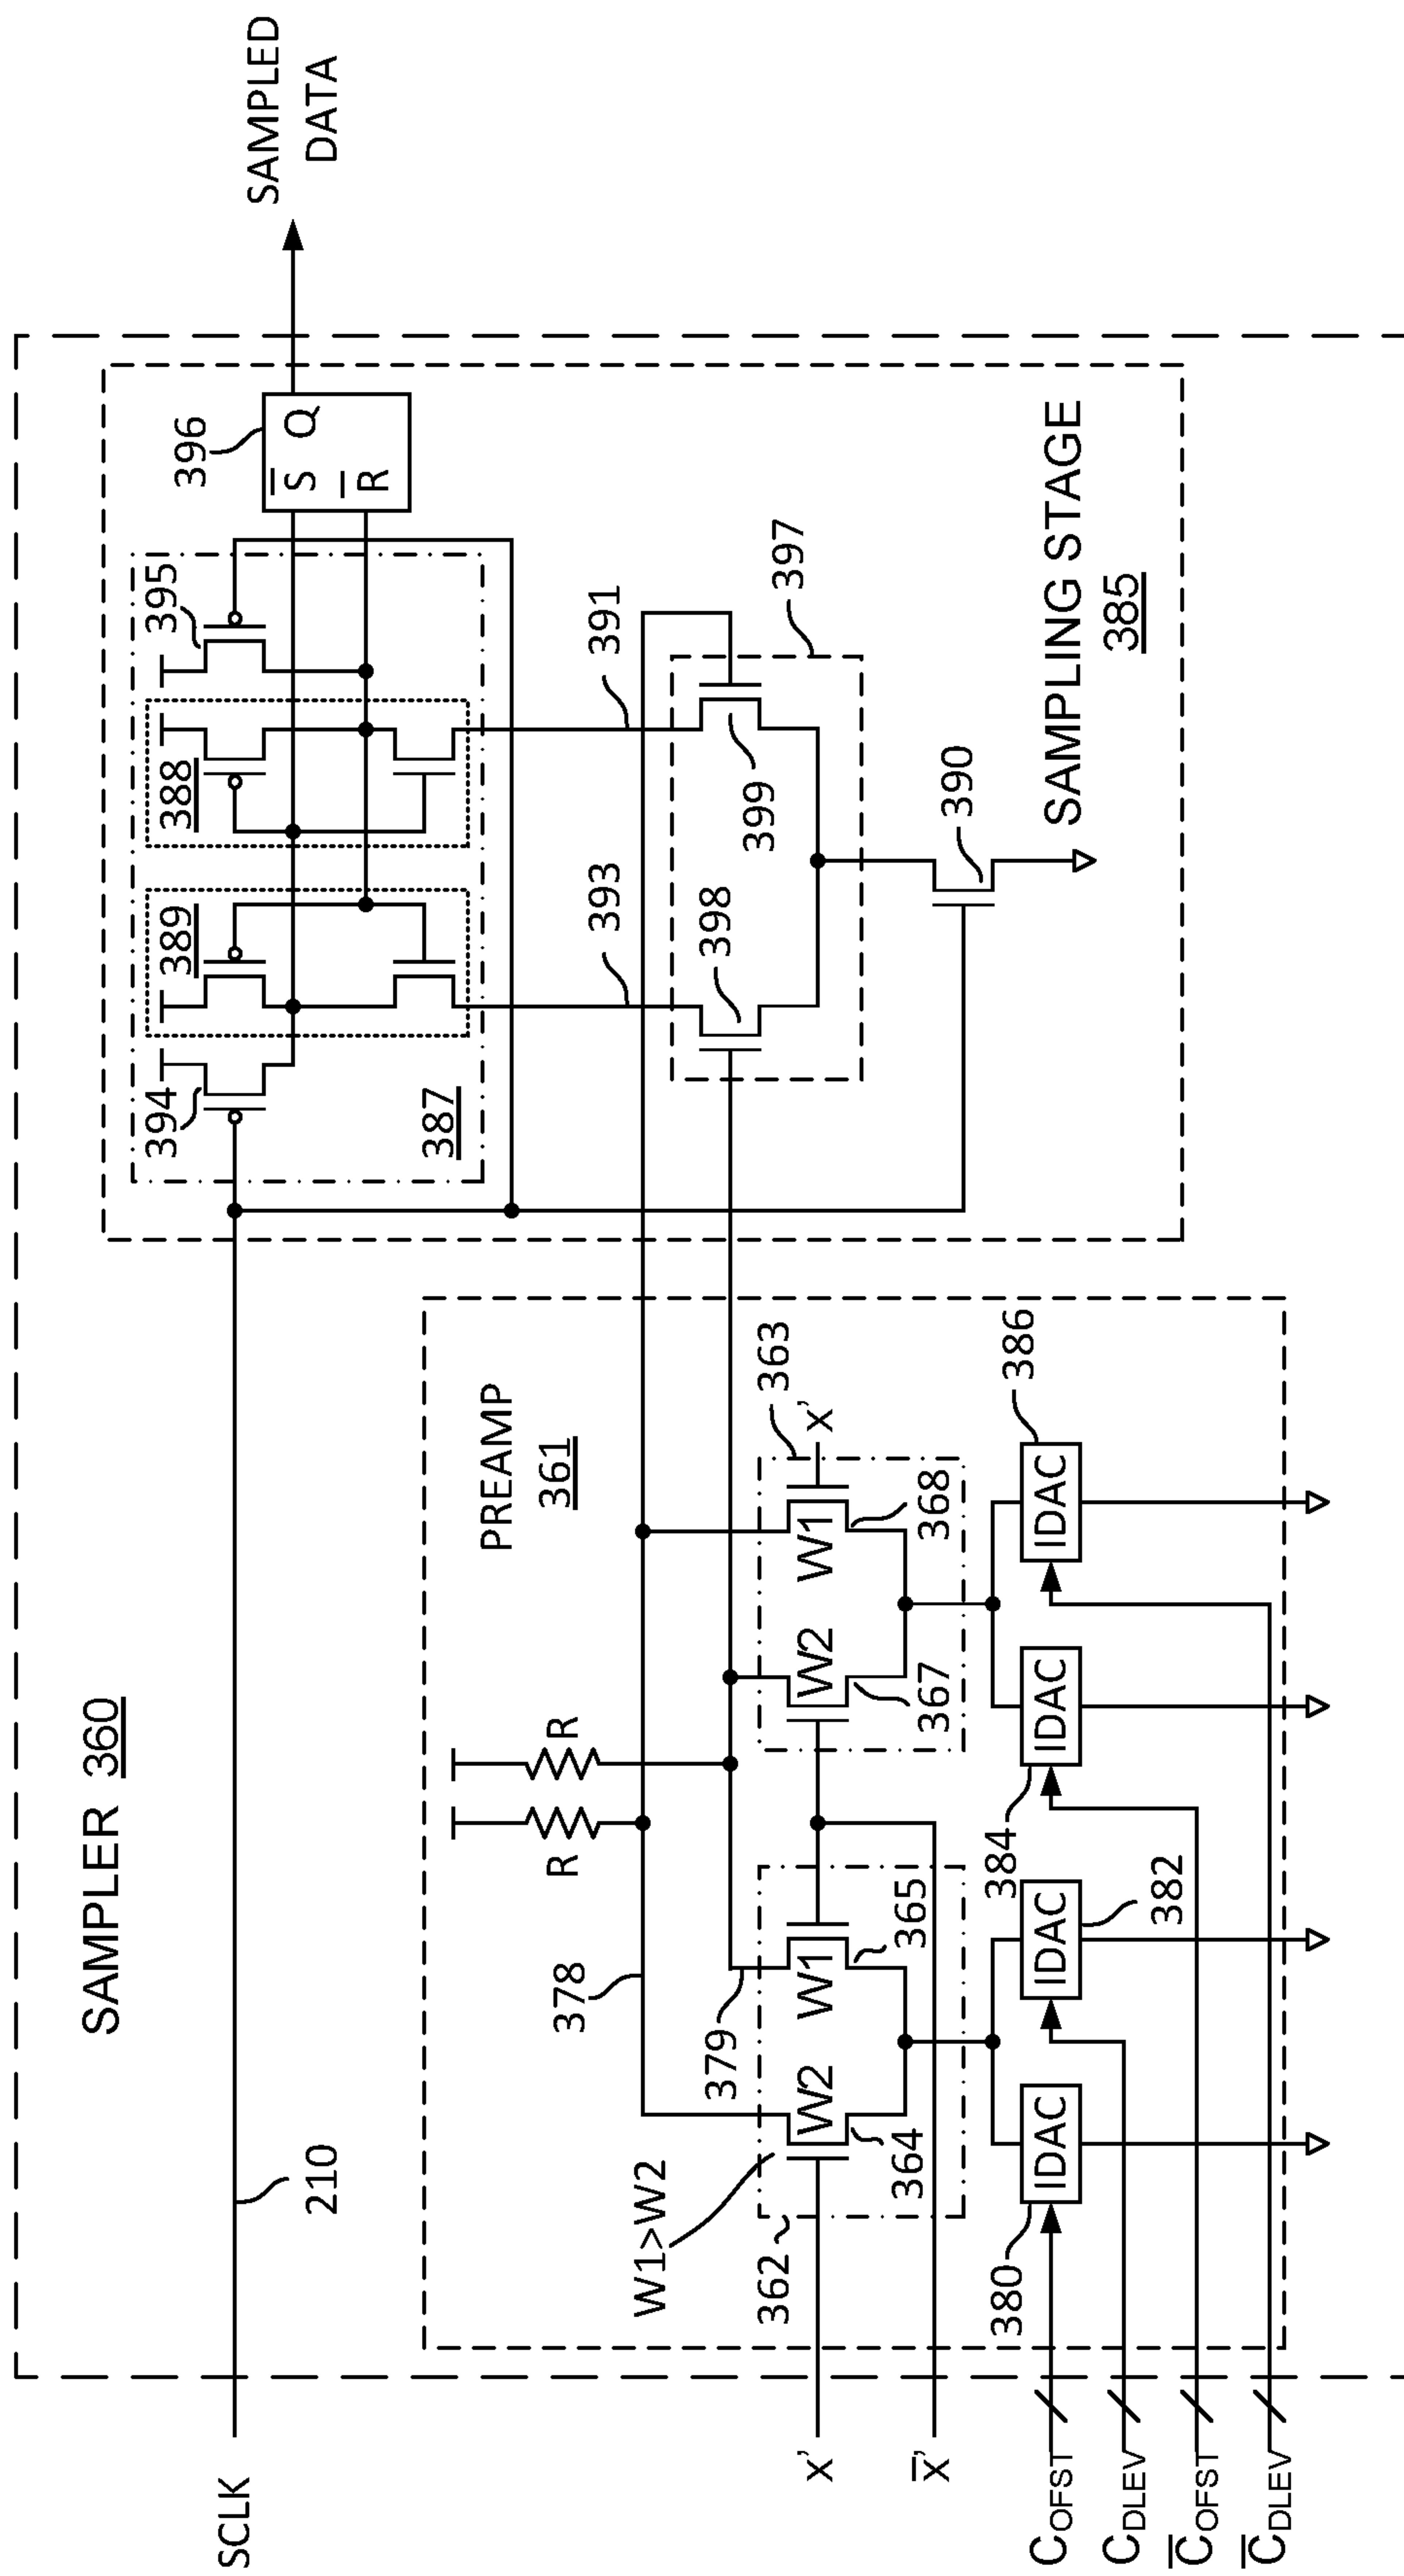 SAMPLER 360
SCLK
210
SAMPLED
DATA
394
389
388
395
396
S̅ Q
R̅
387
393
391
397
398
399
390
SAMPLING STAGE
385
PREAMP
361
R
R
378
379
W1>W2
362
W2
W1
364
365
W2
W1
367
368
363
x'
x'
x̅'
380
IDAC
IDAC
382
384
IDAC
IDAC
386
COFST
CDLEV
C̅OFST
C̅DLEV